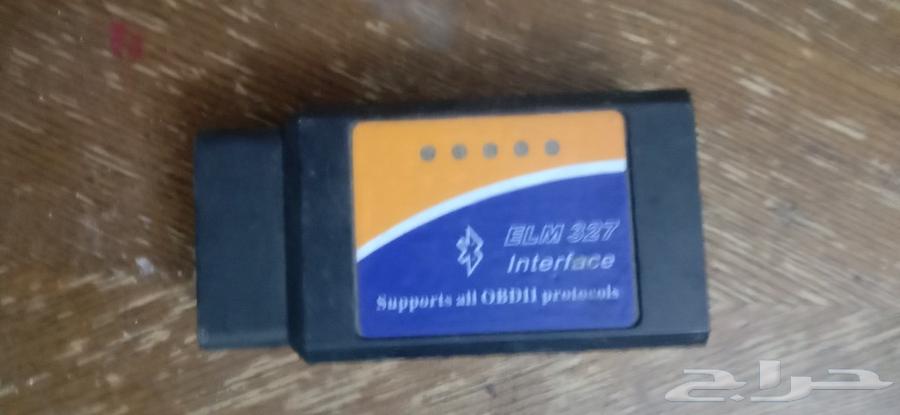 ELM 327
Interface
Supports all OBDII protocols
حراج